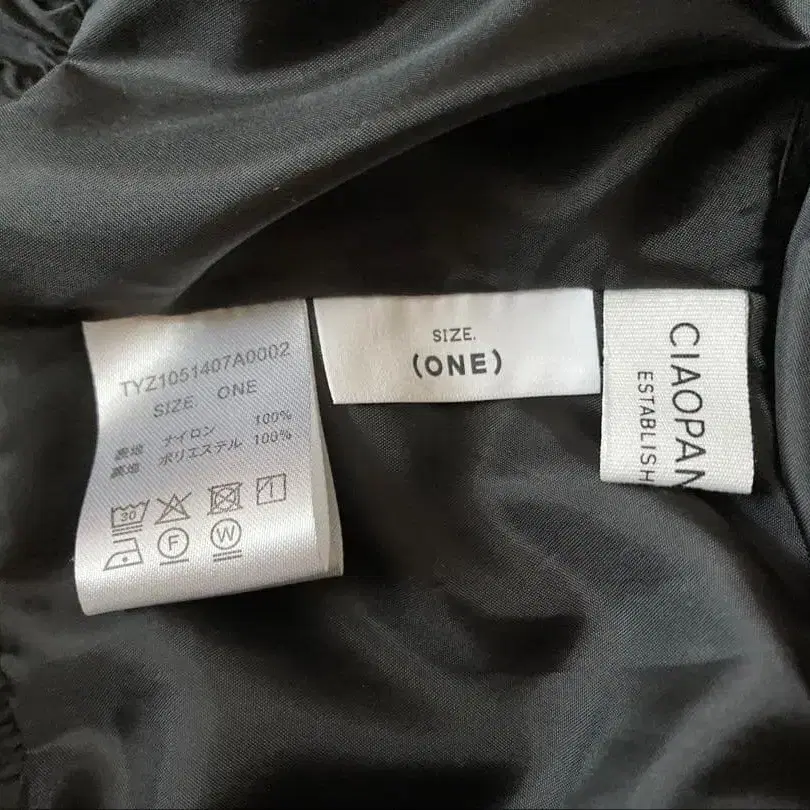 TYZ1051407A0002
SIZE ONE
表地 ナイロン 100%
裏地 ポリエステル 100%
30
F
W
SIZE.
(ONE)
CIAOPAN
ESTABLISH